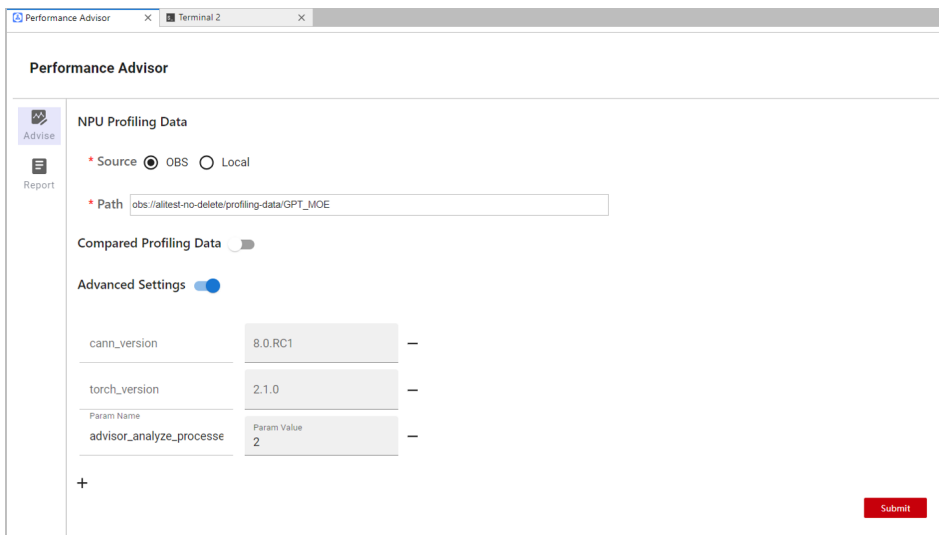 Performance Advisor
Terminal 2
Performance Advisor
Advise
Report
NPU Profiling Data
* Source OBS Local
* Path obs://alitest-no-delete/profiling-data/GPT_MOE
Compared Profiling Data
Advanced Settings
cann_version 8.0.RC1
torch_version 2.1.0
Param Name Param Value
advisor_analyze_processe 2
Submit